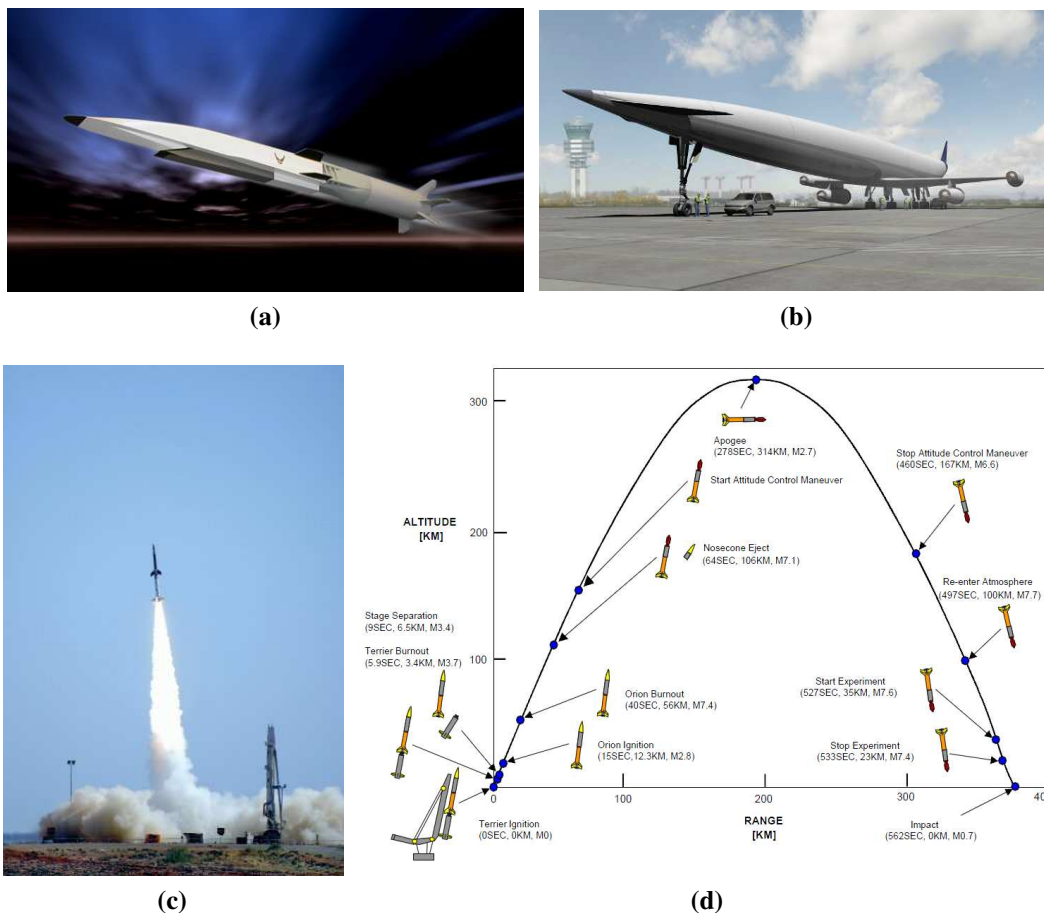 (a)
(b)
(c)
300
200
100
ALTITUDE
[KM]
Apogee
(278SEC, 314KM, M2.7)
Start Attitude Control Maneuver
Nosecone Eject
(64SEC, 106KM, M7.1)
Stop Attitude Control Maneuver
(460SEC, 167KM, M6.6)
Re-enter Atmosphere
(497SEC, 100KM, M7.7)
Stage Separation
(9SEC, 6.5KM, M3.4)
Terrier Burnout
(5.9SEC, 3.4KM, M3.7)
Orion Burnout
(40SEC, 56KM, M7.4)
Orion Ignition
(15SEC,12.3KM, M2.8)
Start Experiment
(527SEC, 35KM, M7.6)
Stop Experiment
(533SEC, 23KM, M7.4)
Terrier Ignition
(0SEC, 0KM, M0)
Impact
(562SEC, 0KM, M0.7)
0
100
200
300
40
RANGE
[KM]
(d)